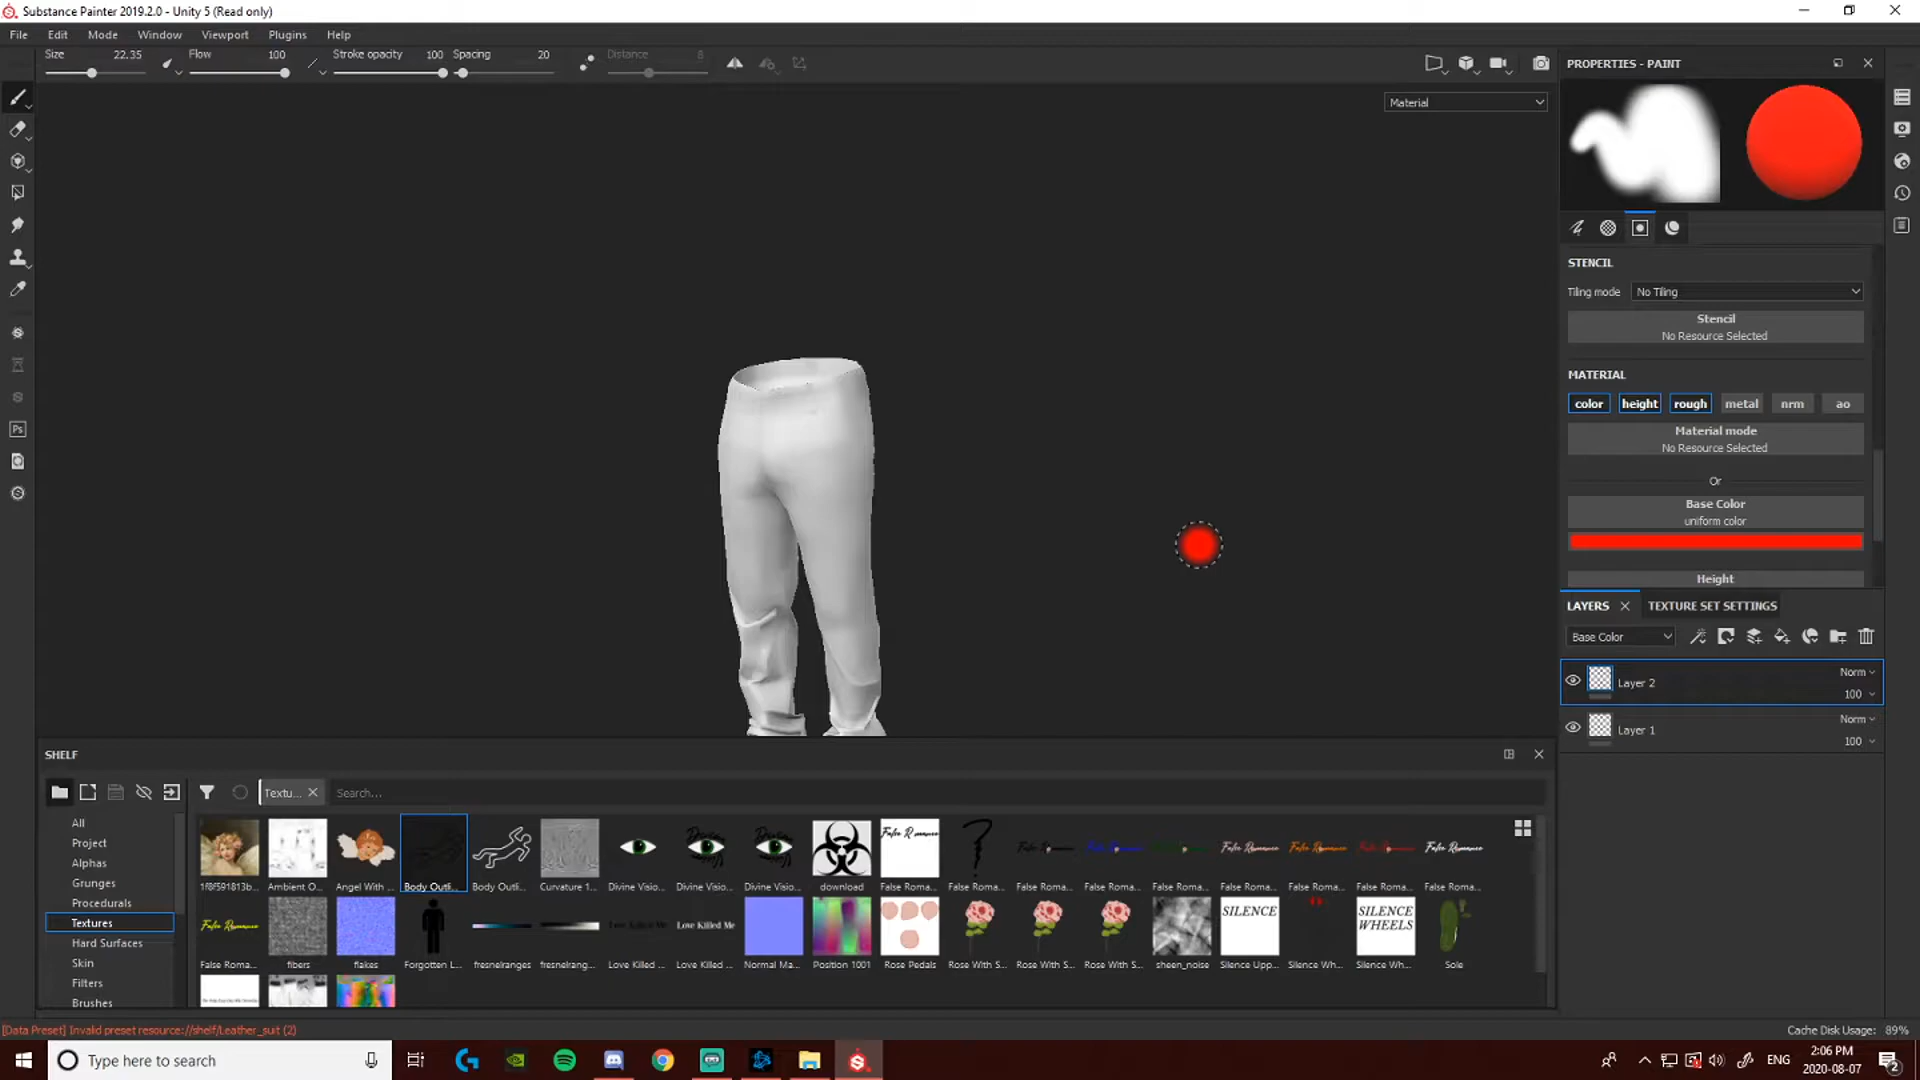 Substance Painter 2019.2.0 - Unity 5 (Read only)
File Edit Mode Window Viewport Plugins Help
Size 22.35 Flow 100 Stroke opacity 100 Spacing 20 Distance 8
Material
PROPERTIES - PAINT
STENCIL
Tiling mode No Tiling
Stencil
No Resource Selected
MATERIAL
color height rough metal nrm ao
Material mode
No Resource Selected
Or
Base Color
uniform color
Height
LAYERS TEXTURE SET SETTINGS
Base Color
Layer 2 Norm 100
Layer 1 Norm 100
SHELF
Textu... Search...
All
Project
Alphas
Grunges
Procedurals
Textures
Hard Surfaces
Skin
Filters
Brushes
1f8f591813b... Ambient O... Angel With ... Body Outli... Body Outli... Curvature 1... Divine Visio... Divine Visio... Divine Visio... download False Roma... False Roma... False Roma... False Roma... False Roma... False Roma... False Roma... False Roma... False Roma...
False Roma... fibers flakes Forgotten L... fresnelranges fresnelrang... Love Killed ... Love Killed ... Normal Ma... Position 1001 Rose Pedals Rose With S... Rose With S... Rose With S... sheen_noise Silence Upp... Silence Wh... Silence Wh... Sole
False Romance
Love Killed Me
SILENCE
SILENCE WHEELS
Ps
[Data Preset] Invalid preset resource://shelf/Leather_suit (2)
Cache Disk Usage: 89%
Type here to search
ENG
2:06 PM
2020-08-07
2